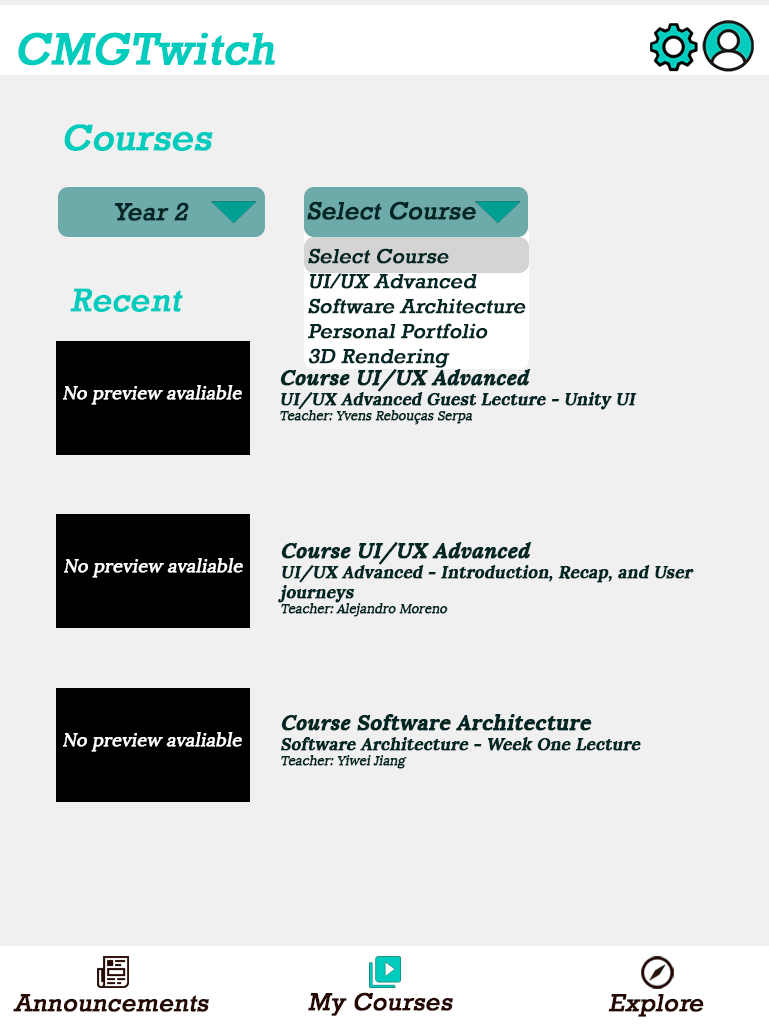 CMGTwitch
Courses
Year 2
Select Course
Select Course
UI/UX Advanced
Software Architecture
Personal Portfolio
3D Rendering
Recent
No preview avaliable
Course UI/UX Advanced
UI/UX Advanced Guest Lecture - Unity UI
Teacher: Yvens Rebouças Serpa
No preview avaliable
Course UI/UX Advanced
UI/UX Advanced - Introduction, Recap, and User
journeys
Teacher: Alejandro Moreno
No preview avaliable
Course Software Architecture
Software Architecture - Week One Lecture
Teacher: Yiwei Jiang
Announcements
My Courses
Explore